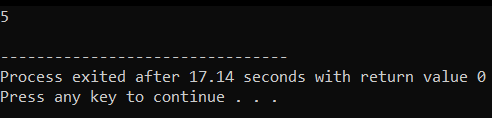 5
--------------------------------
Process exited after 17.14 seconds with return value 0
Press any key to continue . . .